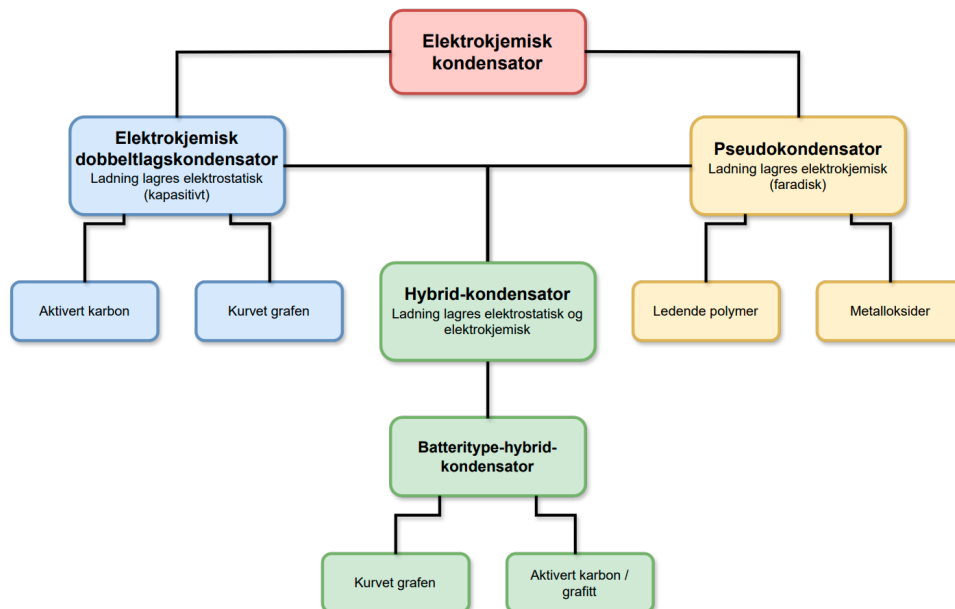 Elektrokjemisk
kondensator
Elektrokjemisk
dobbeltlagskondensator
Ladning lagres elektrostatisk
(kapasitivt)
Pseudokondensator
Ladning lagres elektrokjemisk
(faradisk)
Aktivert karbon
Kurvet grafen
Hybrid-kondensator
Ladning lagres elektrostatisk og
elektrokjemisk
Ledende polymer
Metalloksider
Batteritype-hybrid-
kondensator
Kurvet grafen
Aktivert karbon /
grafitt